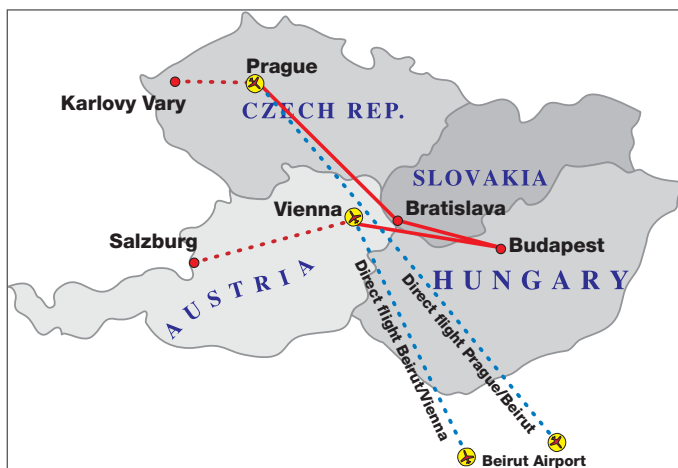 Prague
Karlovy Vary
CZECH REP.
SLOVAKIA
Vienna
Bratislava
Salzburg
Budapest
AUSTRIA
HUNGARY
Direct flight Beirut/Vienna
Direct flight Prague/Beirut
Beirut Airport